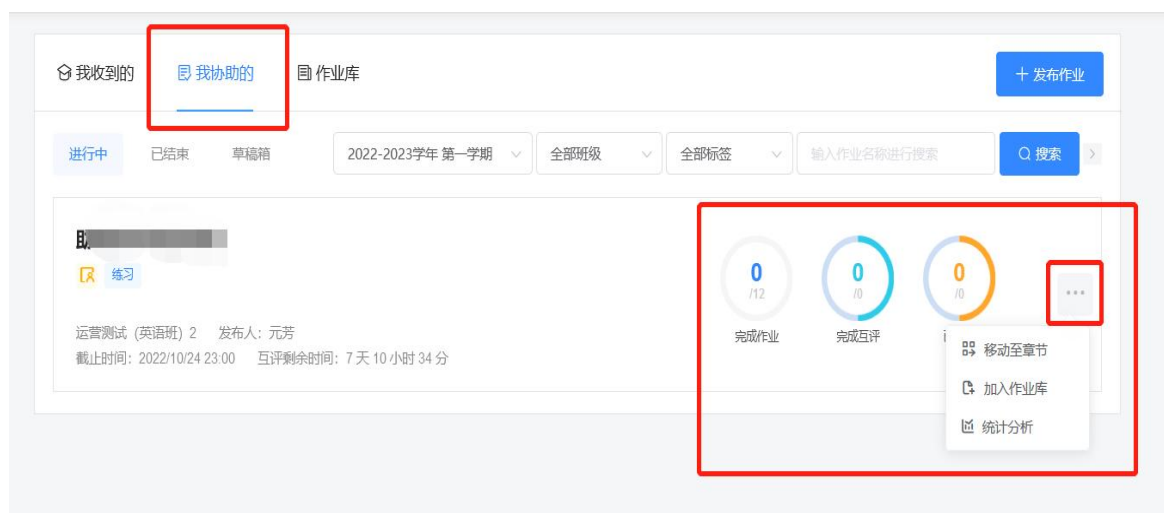 我收到的 我协助的 作业库 + 发布作业
进行中 已结束 草稿箱 2022-2023学年 第一学期 全部班级 全部标签 输入作业名称进行搜索 搜索 >
练习
0 0 0
/12 /0 /0
完成作业 完成互评
运营测试 (英语班) 2 发布人: 元芳
截止时间: 2022/10/24 23:00 互评剩余时间: 7 天 10 小时 34 分
...
移动至章节
加入作业库
统计分析